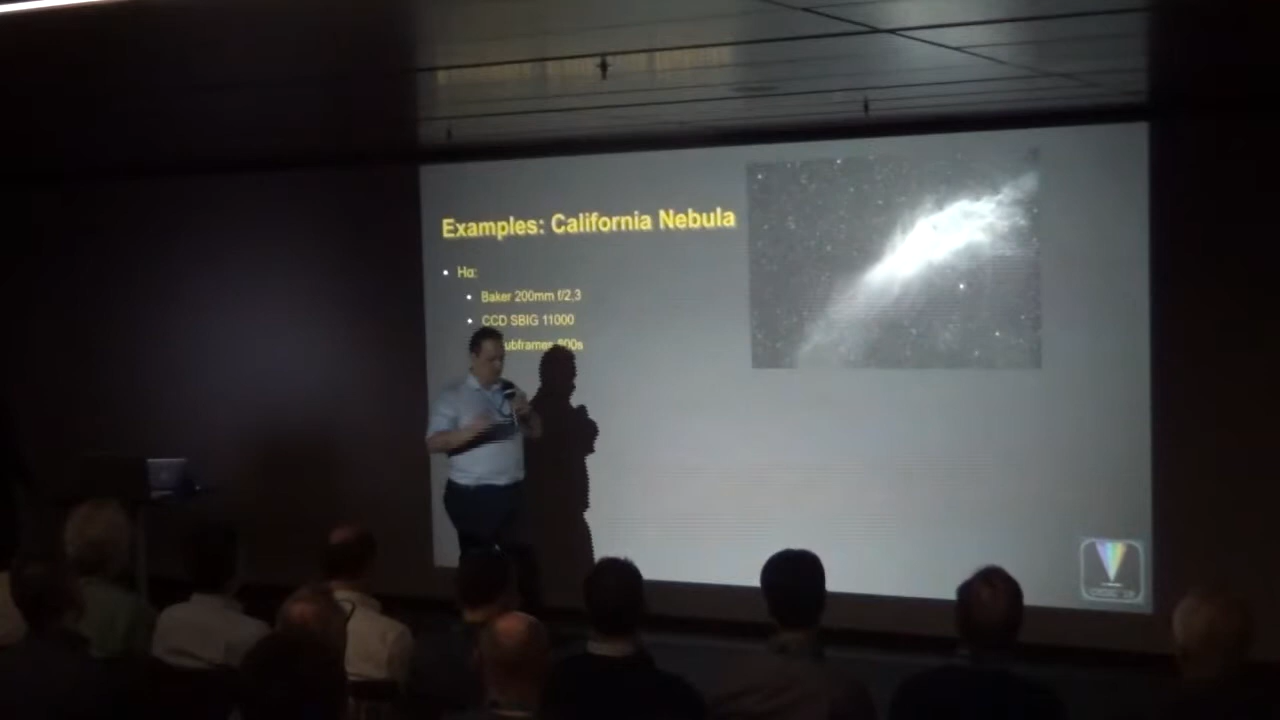 Examples: California Nebula
Hα:
Baker 200mm f/2,3
CCD SBIG 11000